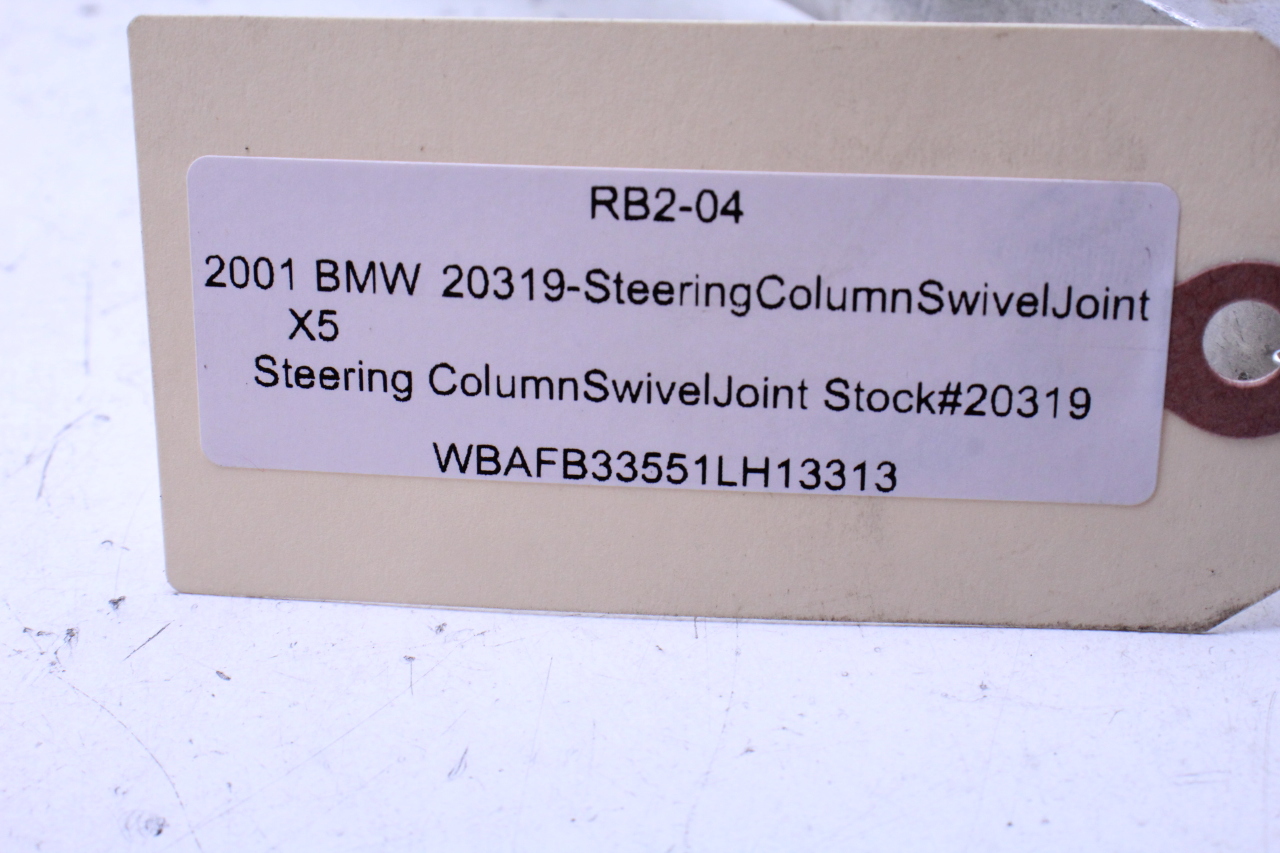 RB2-04
2001 BMW 20319-SteeringColumnSwivelJoint
X5
Steering ColumnSwivelJoint Stock#20319
WBAFB33551LH13313